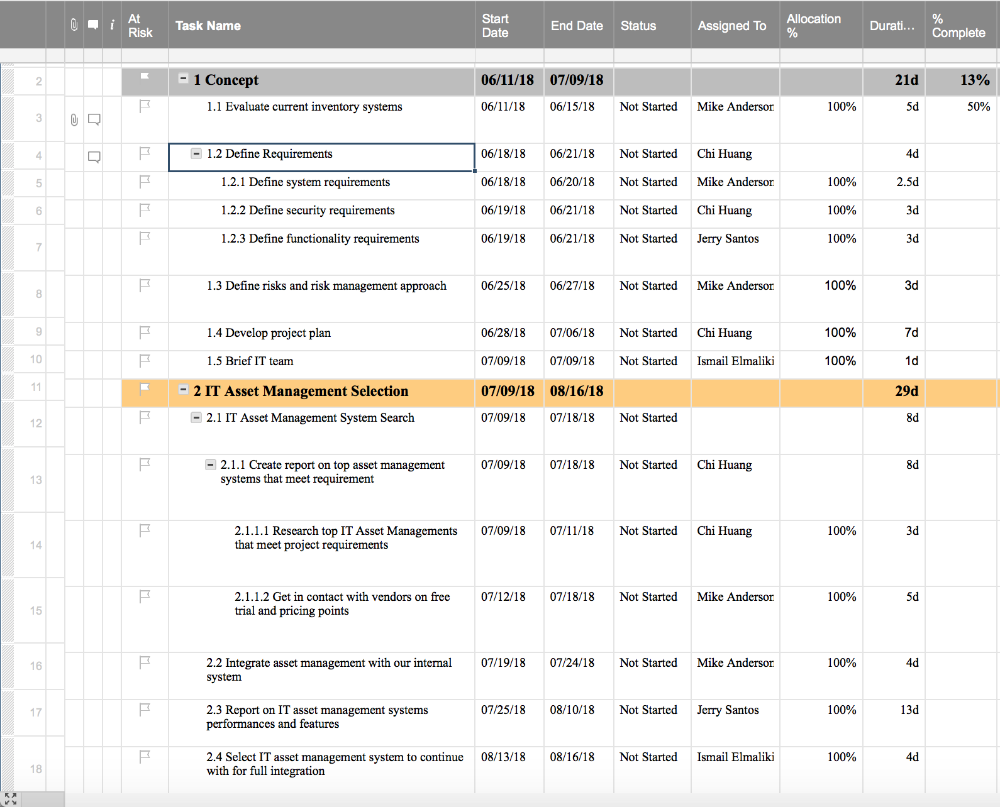 i At Risk Task Name Start Date End Date Status Assigned To Allocation % Durati... % Complete
2 1 Concept 06/11/18 07/09/18 21d 13%
3 1.1 Evaluate current inventory systems 06/11/18 06/15/18 Not Started Mike Anderson 100% 5d 50%
4 1.2 Define Requirements 06/18/18 06/21/18 Not Started Chi Huang 4d
5 1.2.1 Define system requirements 06/18/18 06/20/18 Not Started Mike Anderson 100% 2.5d
6 1.2.2 Define security requirements 06/19/18 06/21/18 Not Started Chi Huang 100% 3d
7 1.2.3 Define functionality requirements 06/19/18 06/21/18 Not Started Jerry Santos 100% 3d
8 1.3 Define risks and risk management approach 06/25/18 06/27/18 Not Started Mike Anderson 100% 3d
9 1.4 Develop project plan 06/28/18 07/06/18 Not Started Chi Huang 100% 7d
10 1.5 Brief IT team 07/09/18 07/09/18 Not Started Ismail Elmaliki 100% 1d
11 2 IT Asset Management Selection 07/09/18 08/16/18 29d
12 2.1 IT Asset Management System Search 07/09/18 07/18/18 Not Started 8d
13 2.1.1 Create report on top asset management 07/09/18 07/18/18 Not Started Chi Huang 8d
systems that meet requirement
14 2.1.1.1 Research top IT Asset Managements 07/09/18 07/11/18 Not Started Chi Huang 100% 3d
that meet project requirements
15 2.1.1.2 Get in contact with vendors on free 07/12/18 07/18/18 Not Started Mike Anderson 100% 5d
trial and pricing points
16 2.2 Integrate asset management with our internal 07/19/18 07/24/18 Not Started Mike Anderson 100% 4d
system
17 2.3 Report on IT asset management systems 07/25/18 08/10/18 Not Started Jerry Santos 100% 13d
performances and features
18 2.4 Select IT asset management system to continue 08/13/18 08/16/18 Not Started Ismail Elmaliki 100% 4d
with for full integration